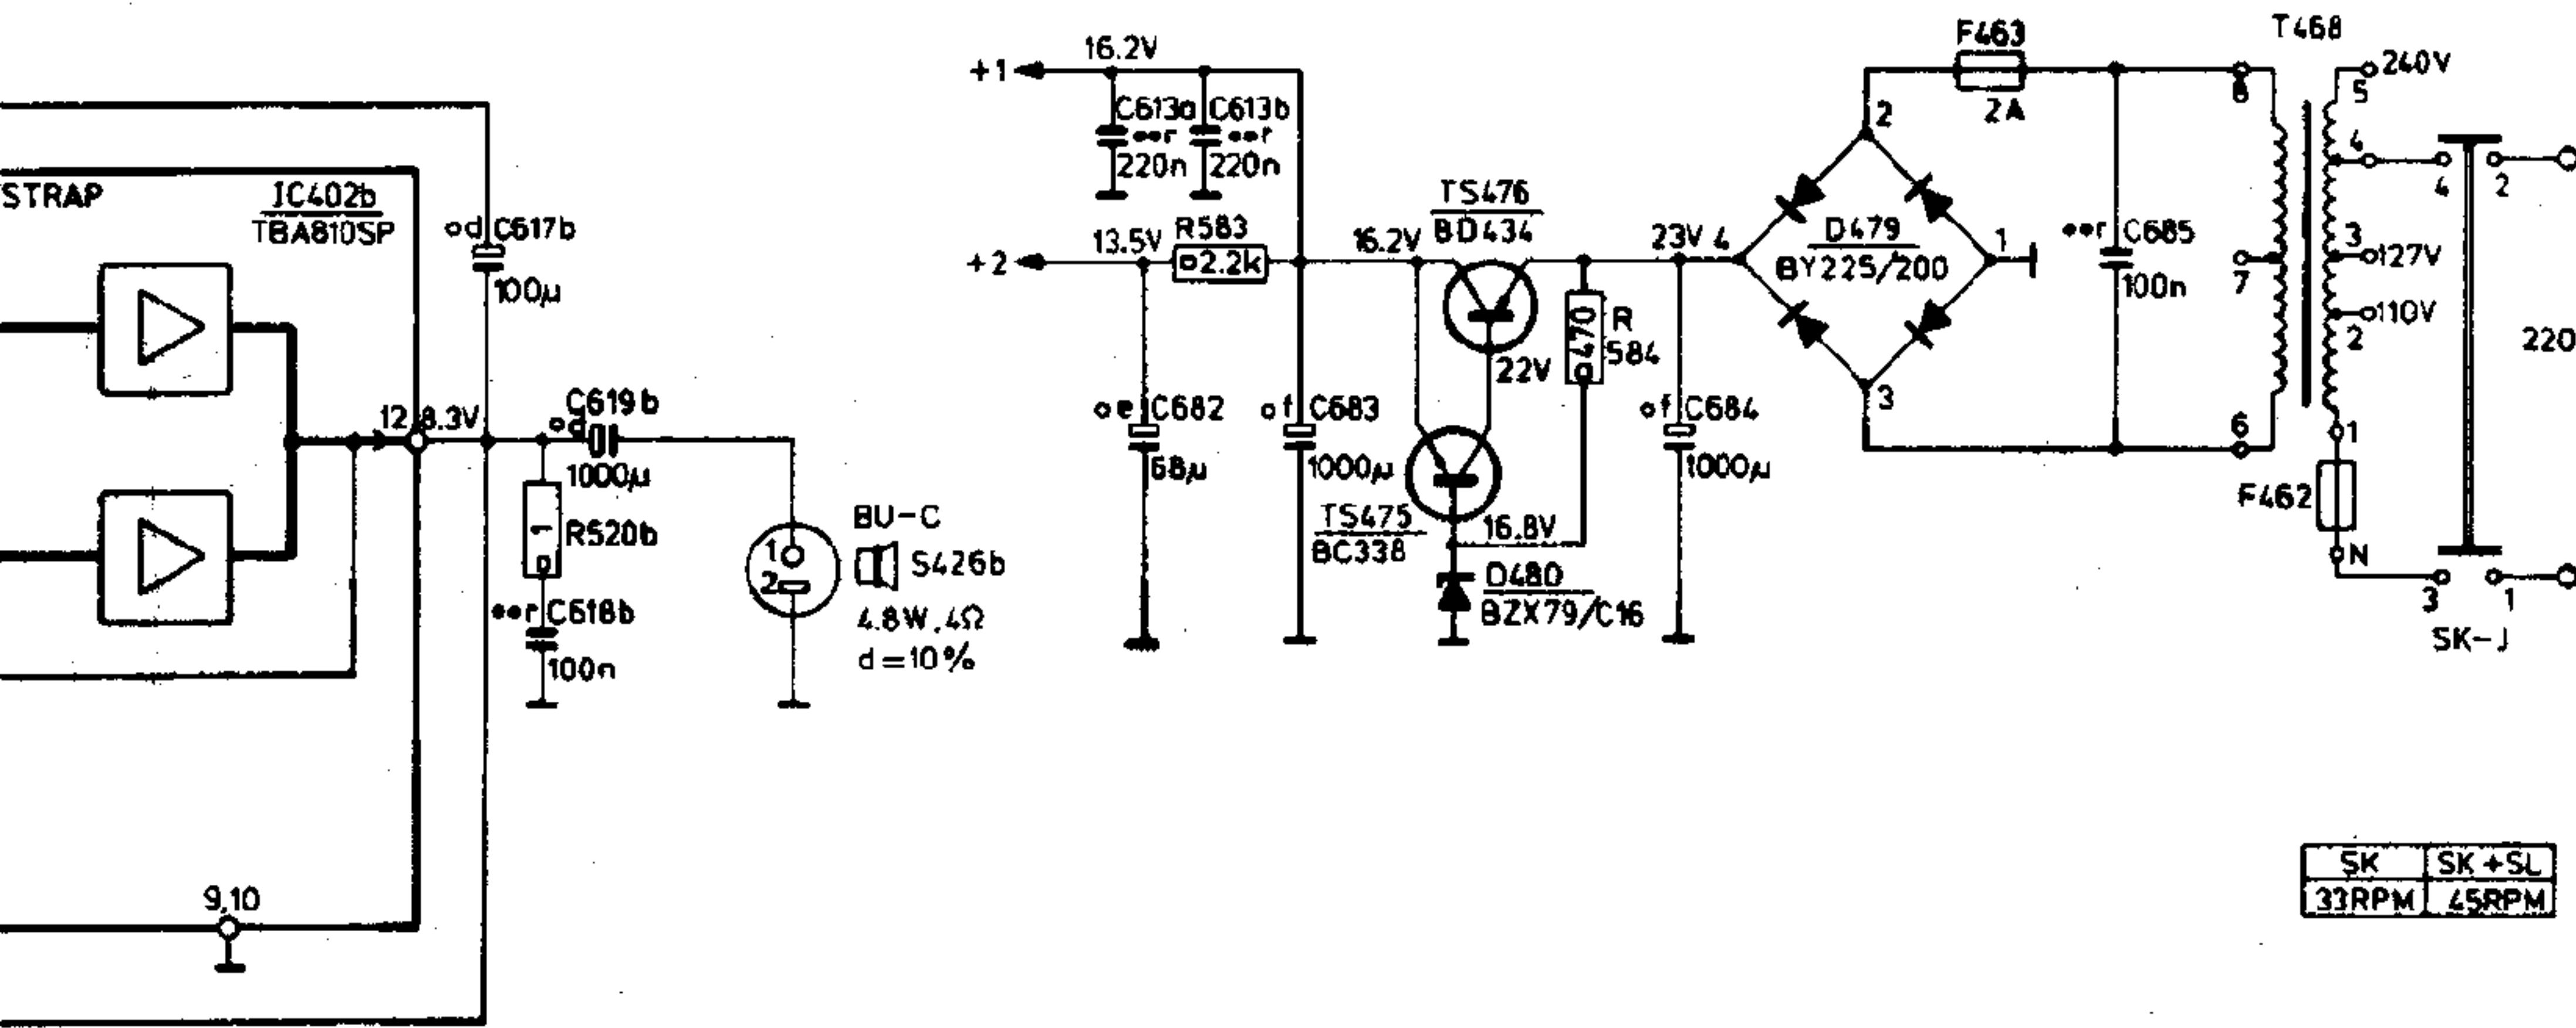 STRAP
IC402b
TBA810SP
od C617b
100µ
12
8.3V
C619b
od
1000µ
1
R520b
••r C618b
100n
9,10
BU-C
1
2
S426b
4.8W, 4Ω
d=10%
+1
16.2V
C613a
••r
220n
C613b
••r
220n
+2
13.5V
R583
2.2k
16.2V
TS476
BD434
23V
4
22V
470
R
584
oe C682
68µ
of C683
1000µ
of C684
1000µ
TS475
BC338
16.8V
D480
BZX79/C16
2
D479
BY225/200
1
3
F463
2A
••r C685
100n
T468
8
7
6
240V
5
4
3
127V
110V
2
1
F462
N
4
2
220
3
1
SK-J
SK
SK+SL
33RPM
45RPM